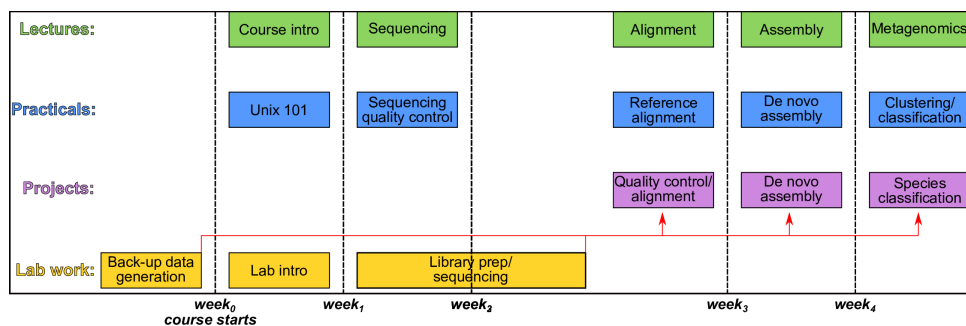 Lectures:
Course intro
Sequencing
Alignment
Assembly
Metagenomics
Practicals:
Unix 101
Sequencing
quality control
Reference
alignment
De novo
assembly
Clustering/
classification
Projects:
Quality control/
alignment
De novo
assembly
Species
classification
Lab work:
Back-up data
generation
Lab intro
Library prep/
sequencing
week0
course starts
week1
week2
week3
week4